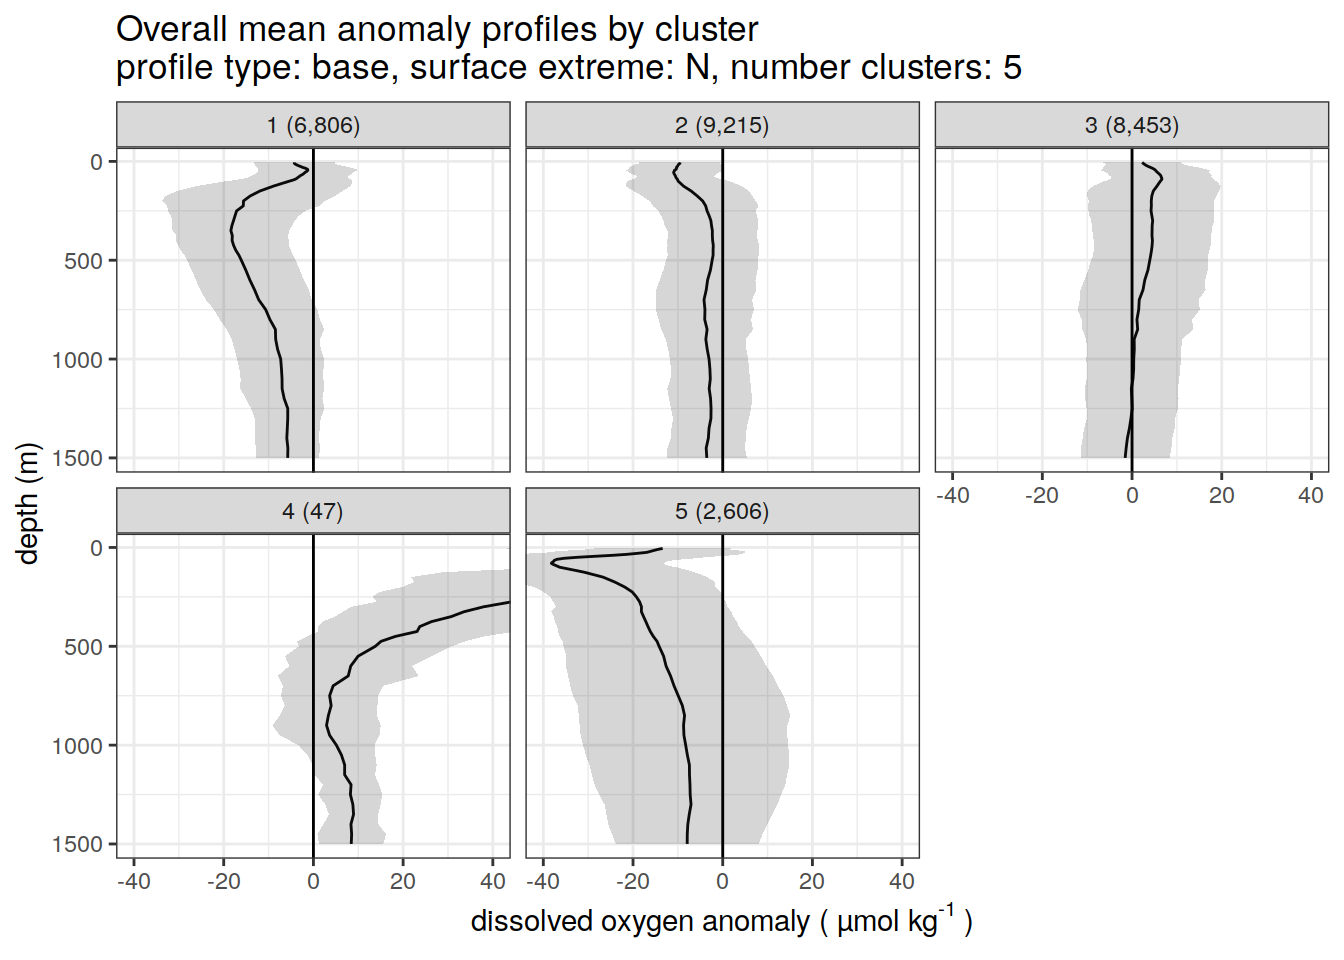 Overall mean anomaly profiles by cluster
profile type: base, surface extreme: N, number clusters: 5
1 (6,806)
2 (9,215)
3 (8,453)
0
500
1000
1500
-40 -20 0 20 40
4 (47)
5 (2,606)
0
500
1000
1500
-40 -20 0 20 40
-40 -20 0 20 40
depth (m)
dissolved oxygen anomaly ( µmol kg⁻¹ )